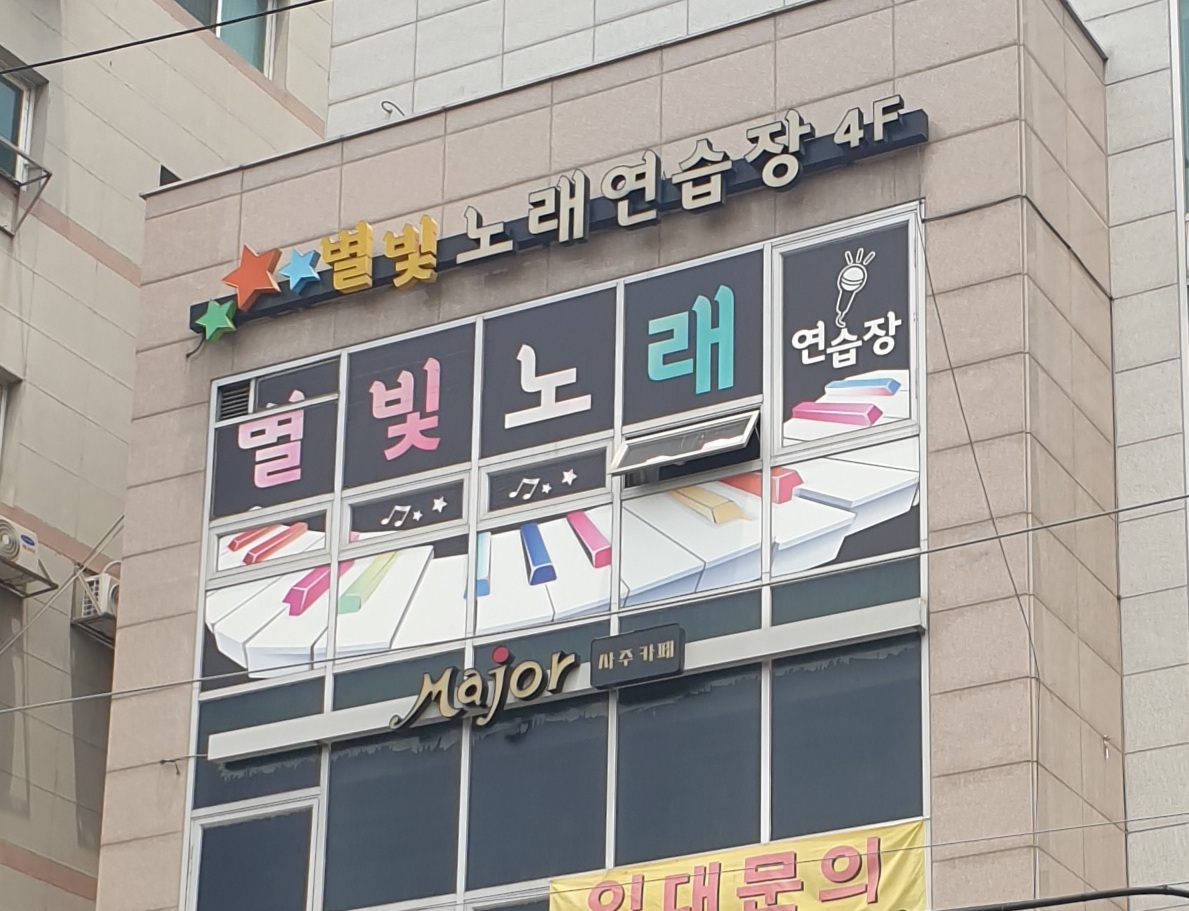 별빛 노래연습장 4F
별빛노래
연습장
Major 사주카페
임대문의